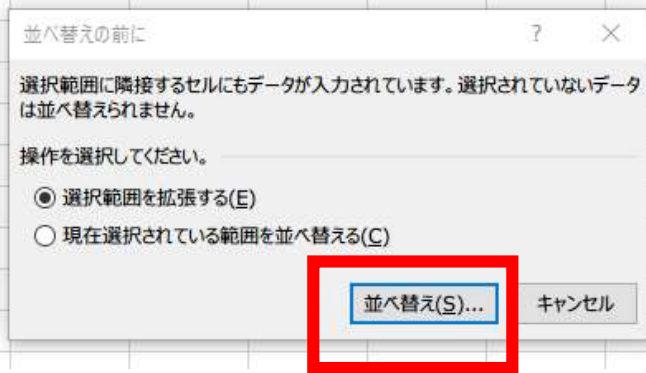 並べ替えの前に
選択範囲に隣接するセルにもデータが入力されています。選択されていないデータ
は並べ替えられません。
操作を選択してください。
選択範囲を拡張する(E)
現在選択されている範囲を並べ替える(C)
並べ替え(S)... キャンセル